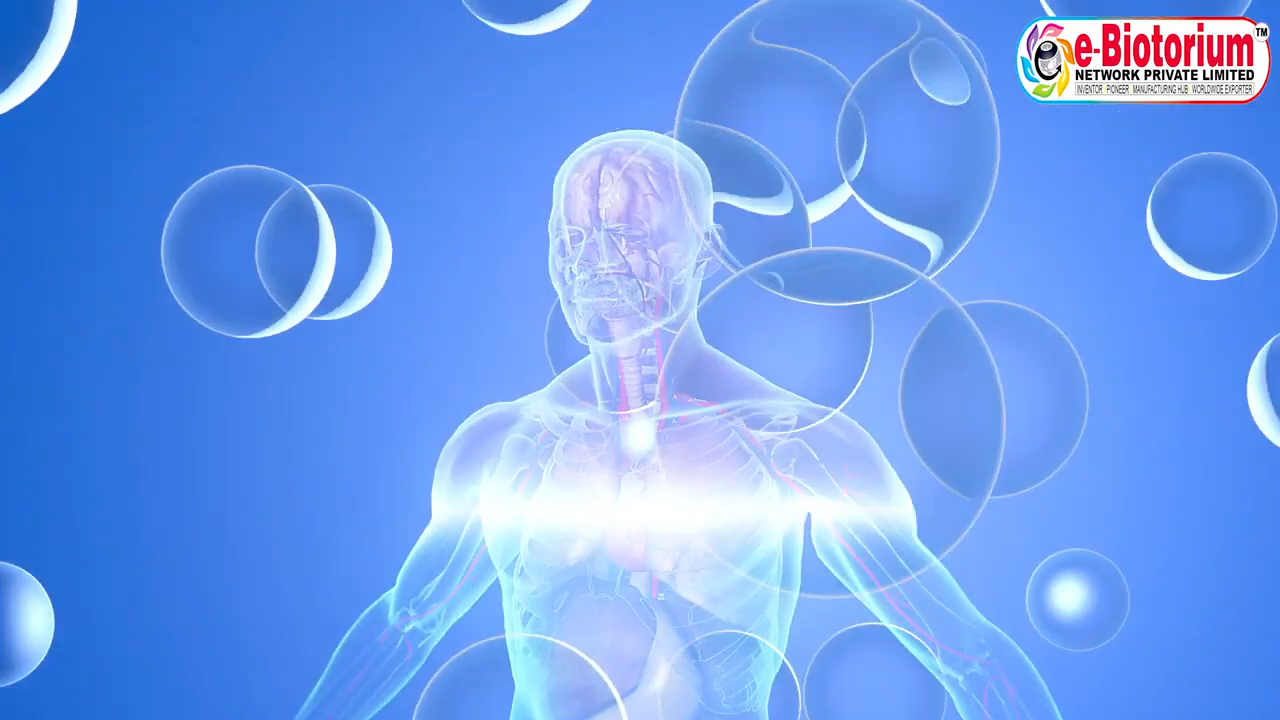 e-Biotorium™
NETWORK PRIVATE LIMITED
INVENTOR PIONEER MANUFACTURING HUB WORLDWIDE EXPORTER